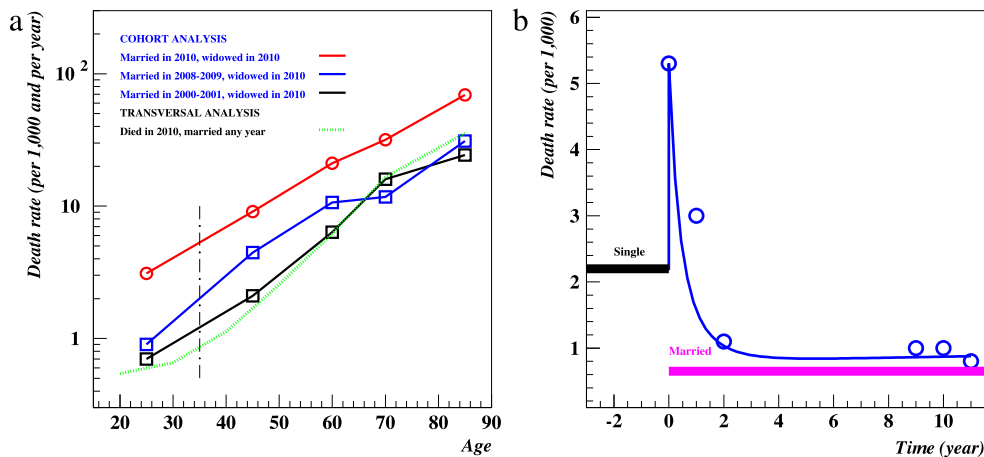 a
Death rate (per 1,000 and per year)
10 2
10
1
COHORT ANALYSIS
Married in 2010, widowed in 2010
Married in 2008-2009, widowed in 2010
Married in 2000-2001, widowed in 2010
TRANSVERSAL ANALYSIS
Died in 2010, married any year
20 30 40 50 60 70 80 90
Age
b
Death rate (per 1,000)
6
5
4
3
2
1
Single
Married
-2 0 2 4 6 8 10
Time (year)